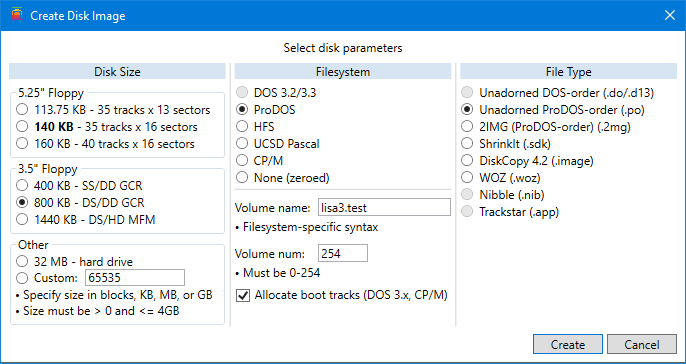 Create Disk Image
Select disk parameters
Disk Size
5.25" Floppy
113.75 KB - 35 tracks x 13 sectors
140 KB - 35 tracks x 16 sectors
160 KB - 40 tracks x 16 sectors
3.5" Floppy
400 KB - SS/DD GCR
800 KB - DS/DD GCR
1440 KB - DS/HD MFM
Other
32 MB - hard drive
Custom: 65535
• Specify size in blocks, KB, MB, or GB
• Size must be > 0 and <= 4GB
Filesystem
DOS 3.2/3.3
ProDOS
HFS
UCSD Pascal
CP/M
None (zeroed)
Volume name: lisa3.test
• Filesystem-specific syntax
Volume num: 254
• Must be 0-254
Allocate boot tracks (DOS 3.x, CP/M)
File Type
Unadorned DOS-order (.do/.d13)
Unadorned ProDOS-order (.po)
2IMG (ProDOS-order) (.2mg)
ShrinkIt (.sdk)
DiskCopy 4.2 (.image)
WOZ (.woz)
Nibble (.nib)
Trackstar (.app)
Create
Cancel